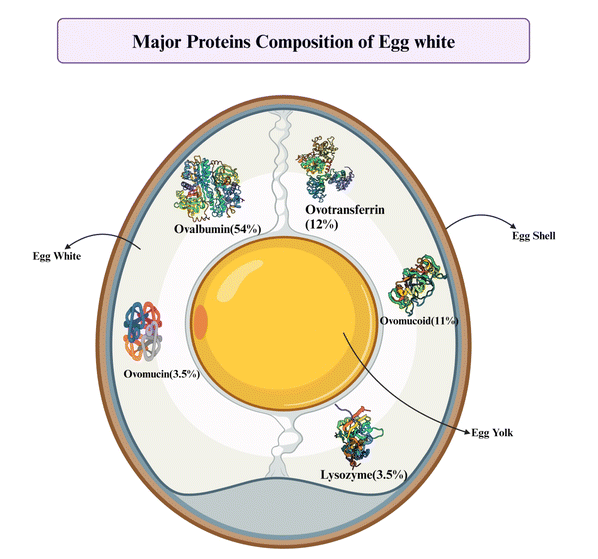 Major Proteins Composition of Egg white
Ovalbumin(54%)
Ovotransferrin
(12%)
Egg White
Egg Shell
Ovomucoid(11%)
Ovomucin(3.5%)
Egg Yolk
Lysozyme(3.5%)